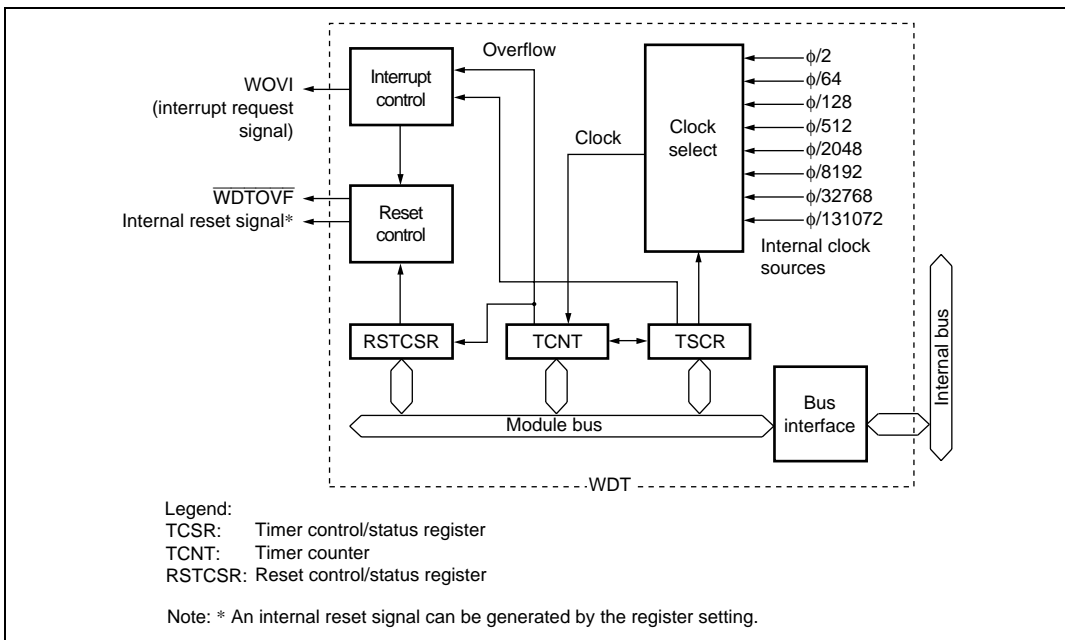 Overflow
Interrupt
control
WOVI
(interrupt request
signal)
WDTOVF
Internal reset signal*
Reset
control
Clock
Clock
select
ϕ/2
ϕ/64
ϕ/128
ϕ/512
ϕ/2048
ϕ/8192
ϕ/32768
ϕ/131072
Internal clock
sources
RSTCSR
TCNT
TSCR
Module bus
Bus
interface
Internal bus
WDT
Legend:
TCSR: Timer control/status register
TCNT: Timer counter
RSTCSR: Reset control/status register
Note: * An internal reset signal can be generated by the register setting.